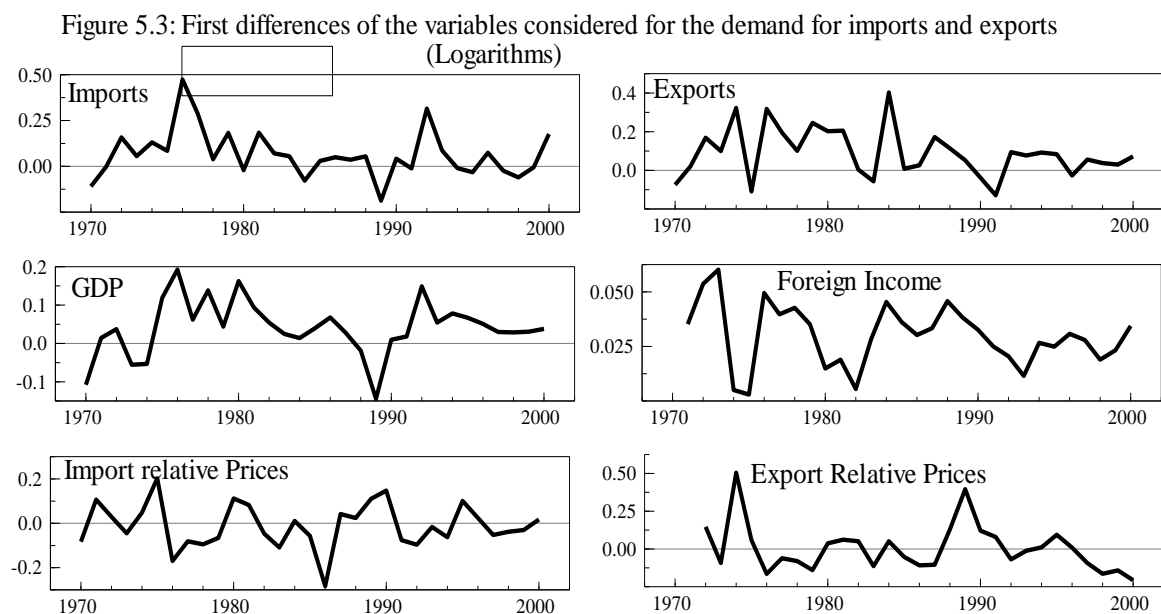 Figure 5.3: First differences of the variables considered for the demand for imports and exports
(Logarithms)
Imports
0.50
0.25
0.00
1970 1980 1990 2000
Exports
0.4
0.2
0.0
1970 1980 1990 2000
GDP
0.2
0.1
0.0
-0.1
1970 1980 1990 2000
Foreign Income
0.050
0.025
1970 1980 1990 2000
Import relative Prices
0.2
0.0
-0.2
1970 1980 1990 2000
Export Relative Prices
0.50
0.25
0.00
1970 1980 1990 2000